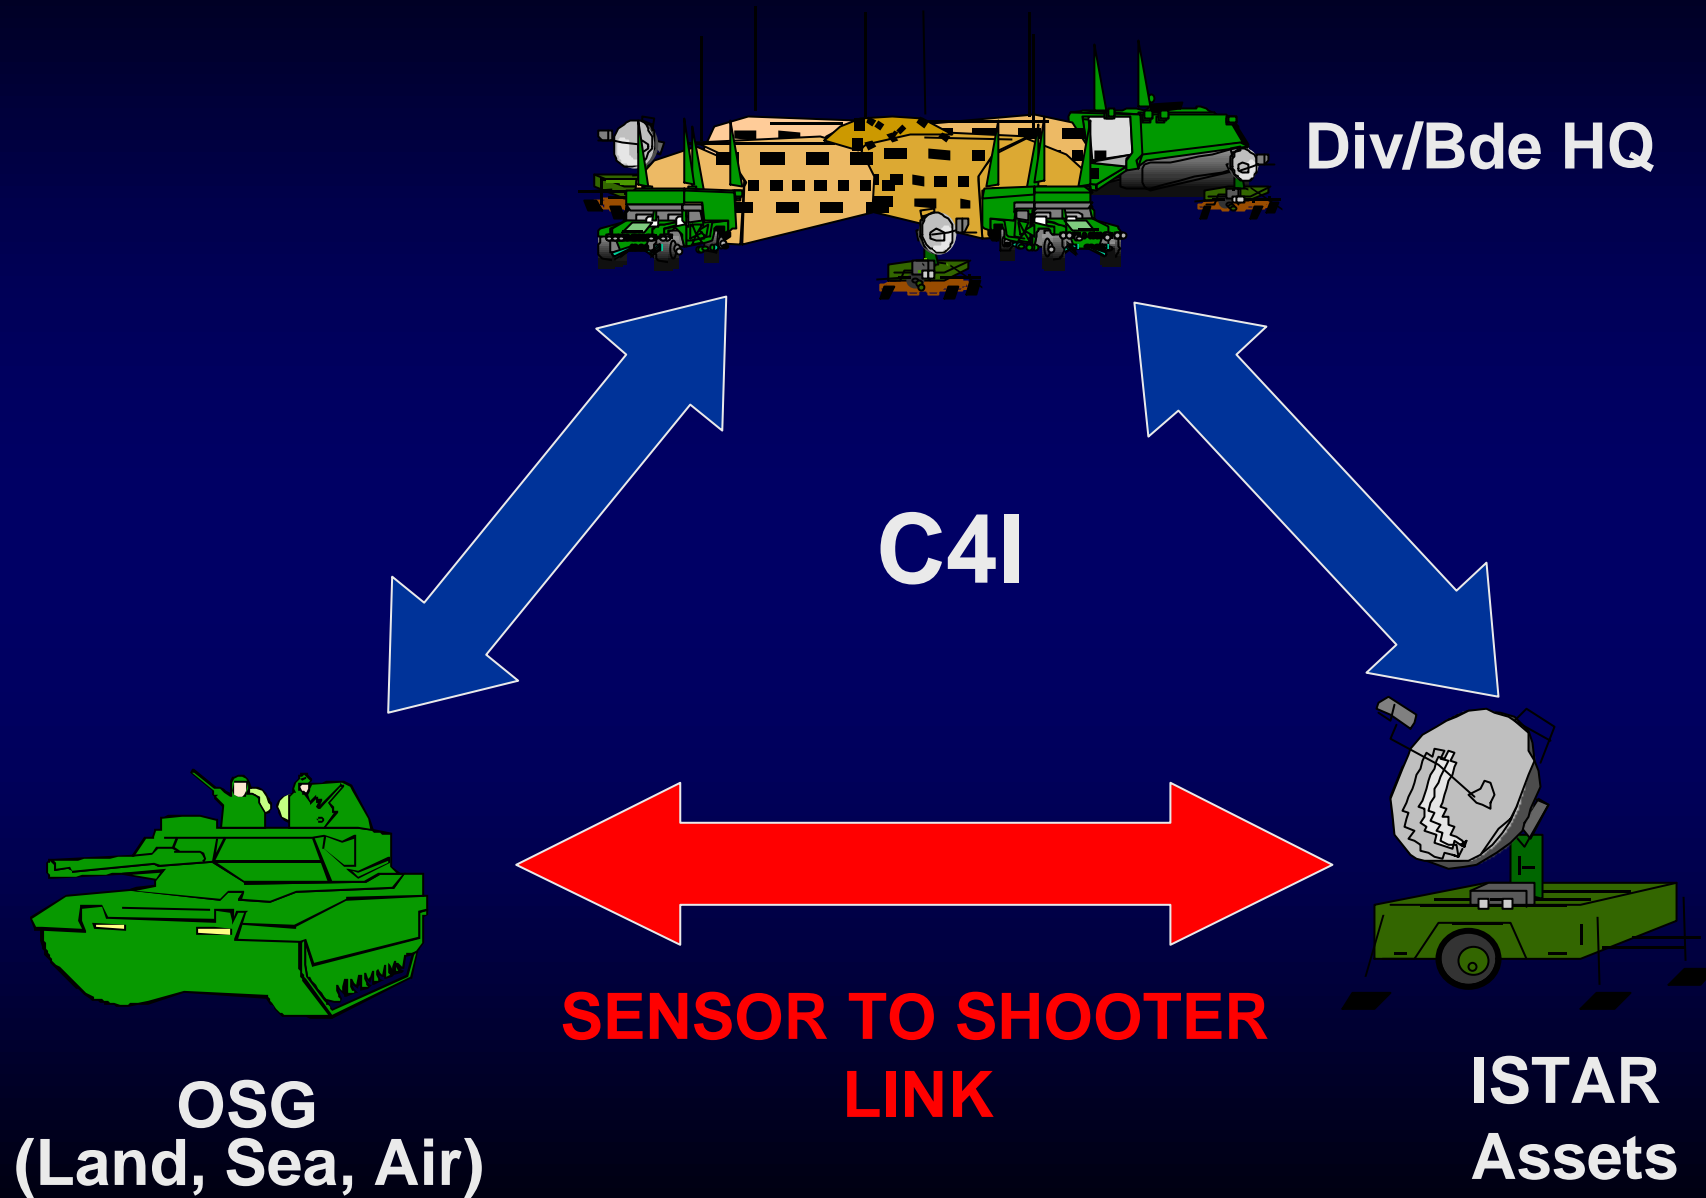 Div/Bde HQ
C4I
SENSOR TO SHOOTER
LINK
OSG
(Land, Sea, Air)
ISTAR
Assets